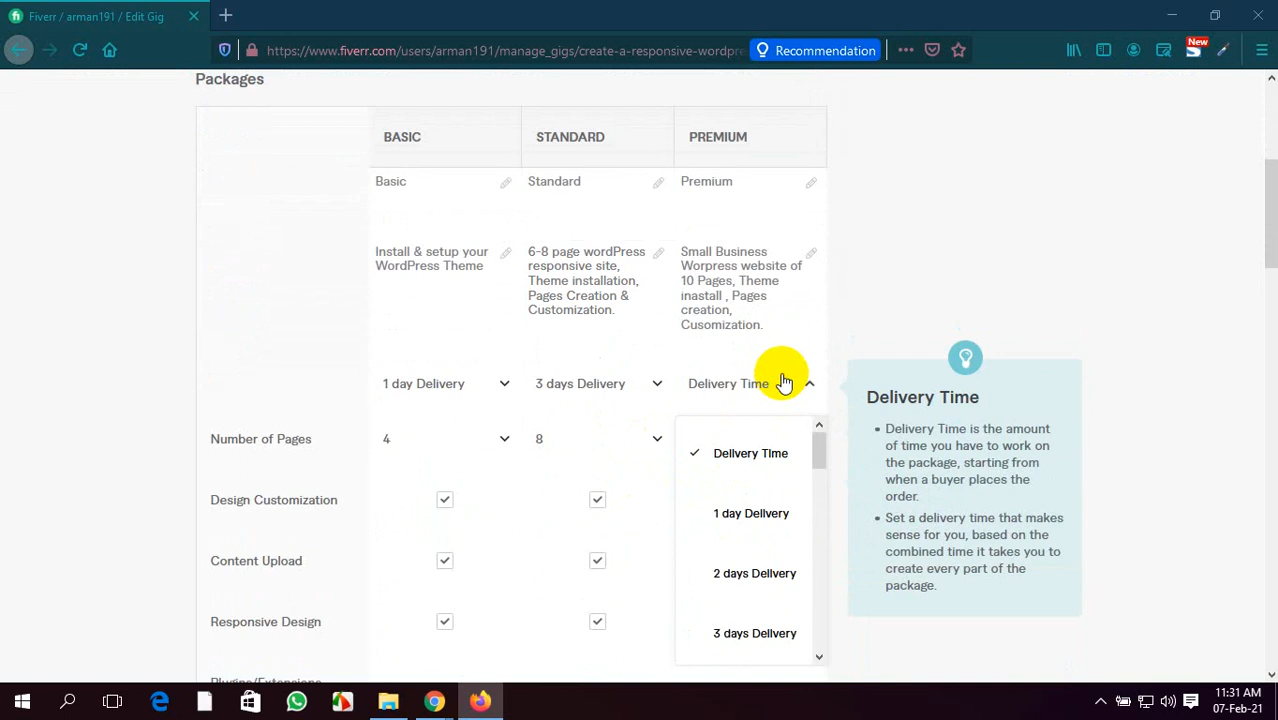 Fiverr / arman191 / Edit Gig
https://www.fiverr.com/users/arman191/manage_gigs/create-a-responsive-wordpr
Recommendation
New
Packages
BASIC
STANDARD
PREMIUM
Basic
Standard
Premium
Install & setup your
WordPress Theme
6-8 page wordPress
responsive site,
Theme installation,
Pages Creation &
Customization.
Small Business
Worpress website of
10 Pages, Theme
inastall , Pages
creation,
Cusomization.
1 day Delivery
3 days Delivery
Delivery Time
Number of Pages
4
8
Delivery Time
1 day Delivery
2 days Delivery
3 days Delivery
Design Customization
Content Upload
Responsive Design
Plugins/Extensions
Delivery Time
• Delivery Time is the amount
of time you have to work on
the package, starting from
when a buyer places the
order.
• Set a delivery time that makes
sense for you, based on the
combined time it takes you to
create every part of the
package.
11:31 AM
07-Feb-21